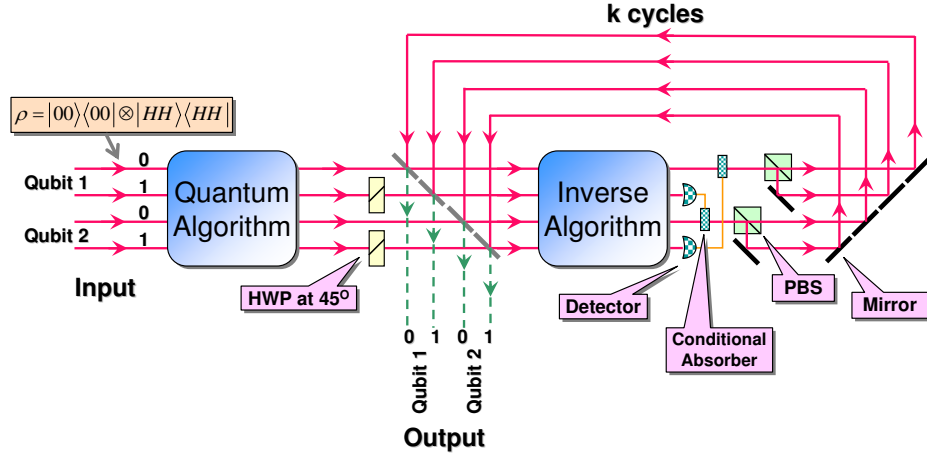 k cycles
ρ = |00⟩⟨00| ⊗ |HH⟩⟨HH|
0
Qubit 1
1
0
Qubit 2
1
Quantum
Algorithm
Inverse
Algorithm
Input
HWP at 45º
Detector
Conditional
Absorber
PBS
Mirror
0 1 0 1
Qubit 1
Qubit 2
Output